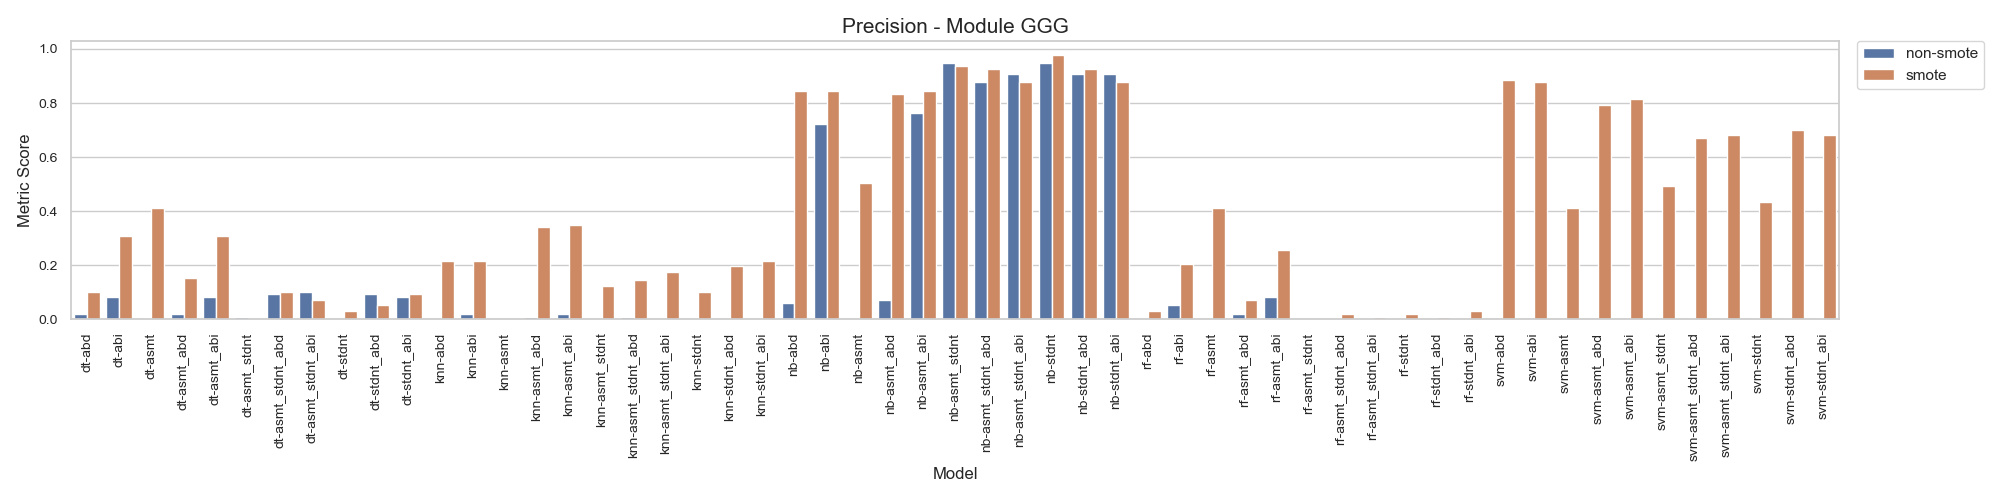 Precision - Module GGG
non-smote
smote
Metric Score
1.0
0.8
0.6
0.4
0.2
0.0
dt-abd
dt-abi
dt-asmt
dt-asmt_abd
dt-asmt_abi
dt-asmt_stdnt
dt-asmt_stdnt_abd
dt-asmt_stdnt_abi
dt-stdnt
dt-stdnt_abd
dt-stdnt_abi
knn-abd
knn-abi
knn-asmt
knn-asmt_abd
knn-asmt_abi
knn-asmt_stdnt
knn-asmt_stdnt_abd
knn-asmt_stdnt_abi
knn-stdnt
knn-stdnt_abd
knn-stdnt_abi
nb-abd
nb-abi
nb-asmt
nb-asmt_abd
nb-asmt_abi
nb-asmt_stdnt
nb-asmt_stdnt_abd
nb-asmt_stdnt_abi
nb-stdnt
nb-stdnt_abd
nb-stdnt_abi
rf-abd
rf-abi
rf-asmt
rf-asmt_abd
rf-asmt_abi
rf-asmt_stdnt
rf-asmt_stdnt_abd
rf-asmt_stdnt_abi
rf-stdnt
rf-stdnt_abd
rf-stdnt_abi
svm-abd
svm-abi
svm-asmt
svm-asmt_abd
svm-asmt_abi
svm-asmt_stdnt
svm-asmt_stdnt_abd
svm-asmt_stdnt_abi
svm-stdnt
svm-stdnt_abd
svm-stdnt_abi
Model